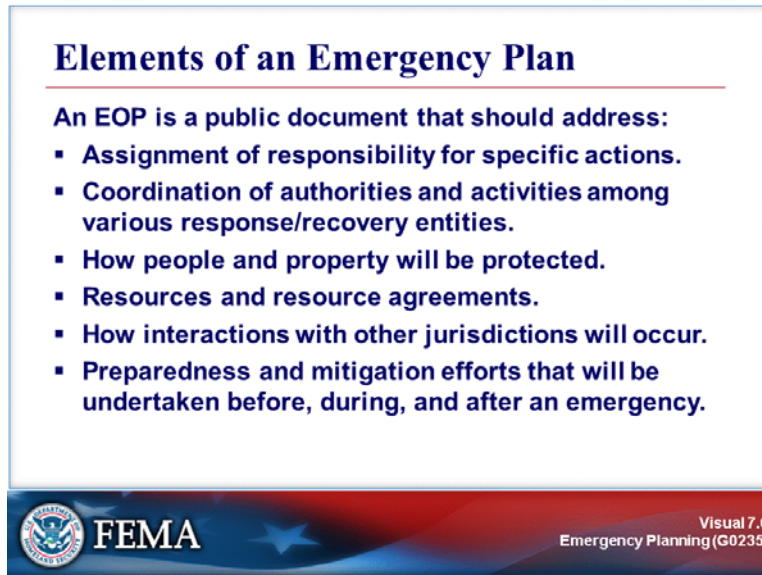 Elements of an Emergency Plan
An EOP is a public document that should address:
▪ Assignment of responsibility for specific actions.
▪ Coordination of authorities and activities among
various response/recovery entities.
▪ How people and property will be protected.
▪ Resources and resource agreements.
▪ How interactions with other jurisdictions will occur.
▪ Preparedness and mitigation efforts that will be
undertaken before, during, and after an emergency.
FEMA
Visual 7.
Emergency Planning (G0235